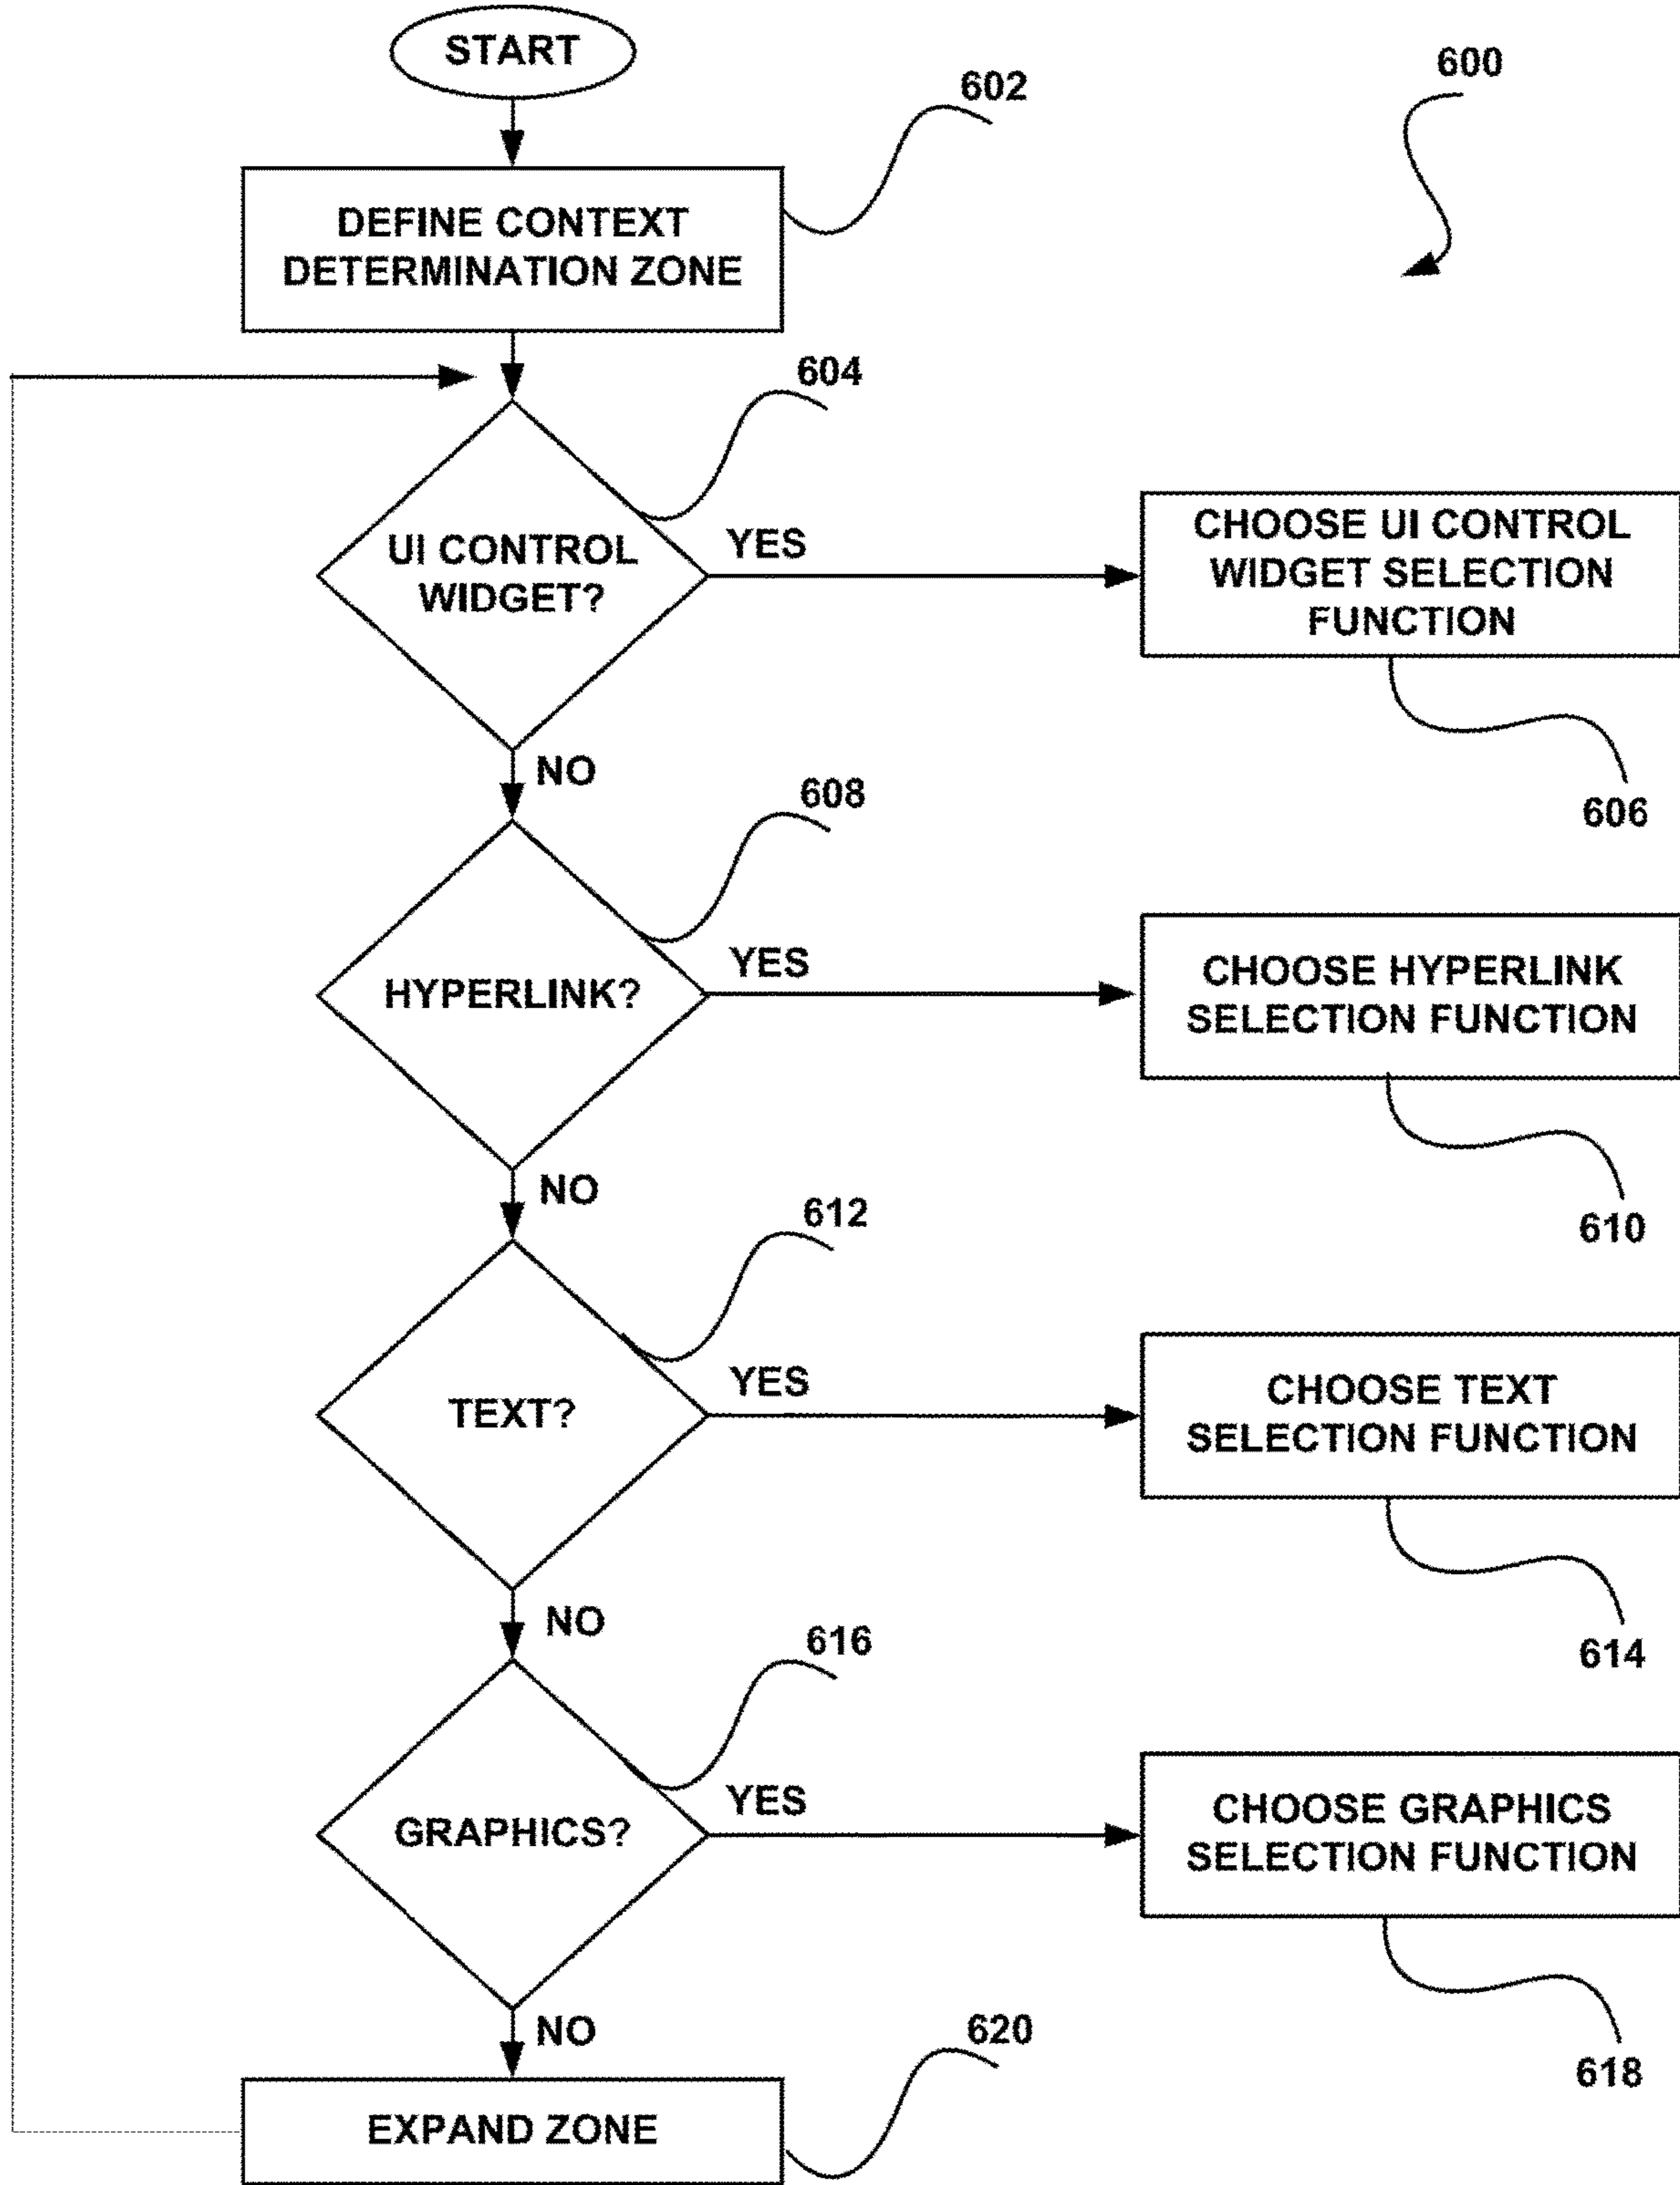 START
602
600
DEFINE CONTEXT
DETERMINATION ZONE
604
UI CONTROL
WIDGET?
YES
CHOOSE UI CONTROL
WIDGET SELECTION
FUNCTION
606
NO
608
HYPERLINK?
YES
CHOOSE HYPERLINK
SELECTION FUNCTION
610
NO
612
TEXT?
YES
CHOOSE TEXT
SELECTION FUNCTION
614
NO
616
GRAPHICS?
YES
CHOOSE GRAPHICS
SELECTION FUNCTION
618
NO
620
EXPAND ZONE